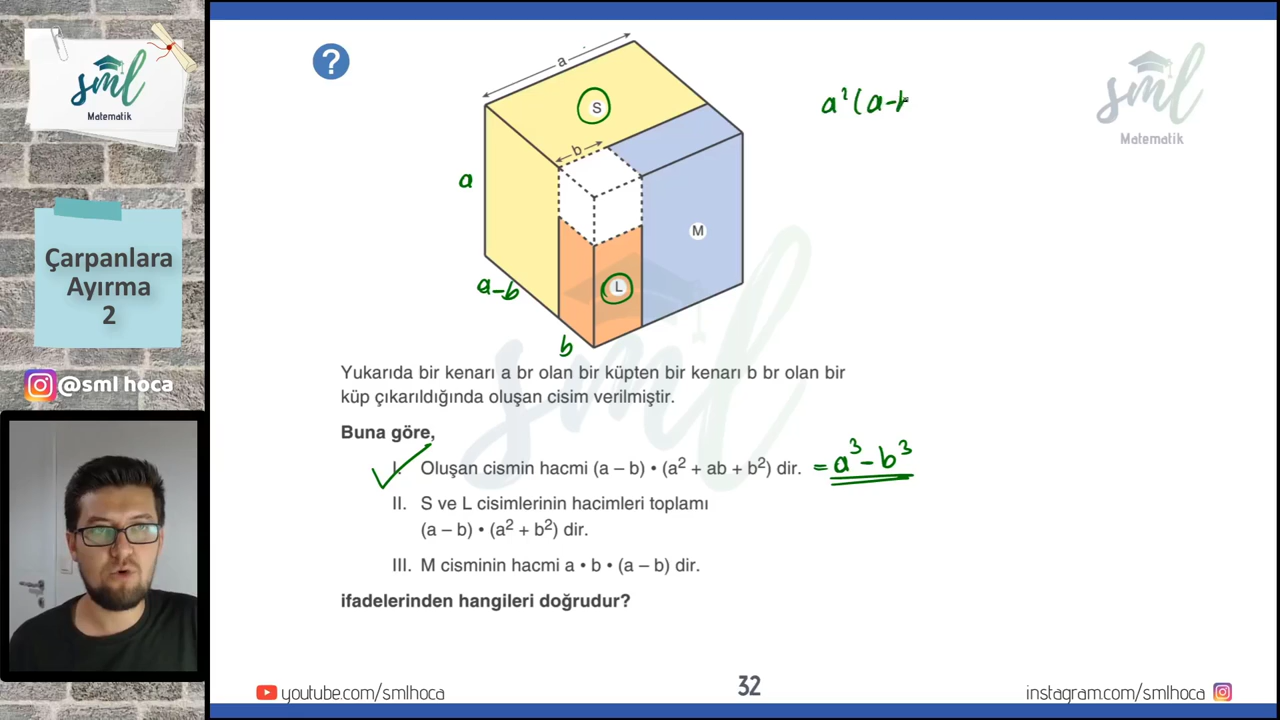 sml
Matematik
Çarpanlara
Ayırma
2
@sml hoca
?
a
S
b
a
M
L
a-b
b
a² (a-b
sml
Matematik
Yukarıda bir kenarı a br olan bir küpten bir kenarı b br olan bir
küp çıkarıldığında oluşan cisim verilmiştir.
Buna göre,
I. Oluşan cismin hacmi (a – b) • (a² + ab + b²) dir. = a³ - b³
II. S ve L cisimlerinin hacimleri toplamı
(a – b) • (a² + b²) dir.
III. M cisminin hacmi a • b • (a – b) dir.
ifadelerinden hangileri doğrudur?
youtube.com/smlhoca
32
instagram.com/smlhoca